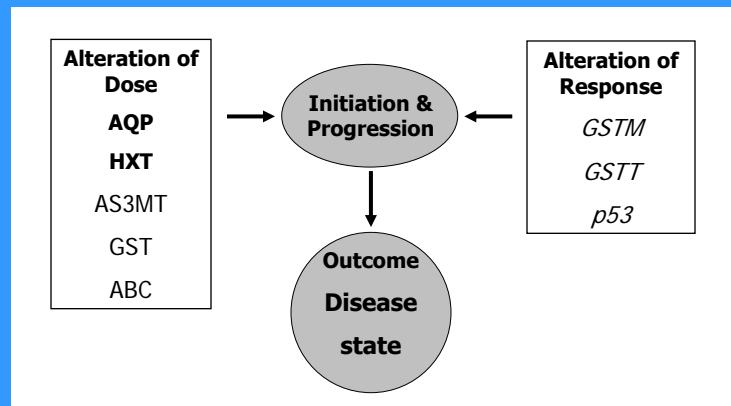 Alteration of
Dose
AQP
HXT
AS3MT
GST
ABC
Initiation &
Progression
Outcome
Disease
state
Alteration of
Response
GSTM
GSTT
p53